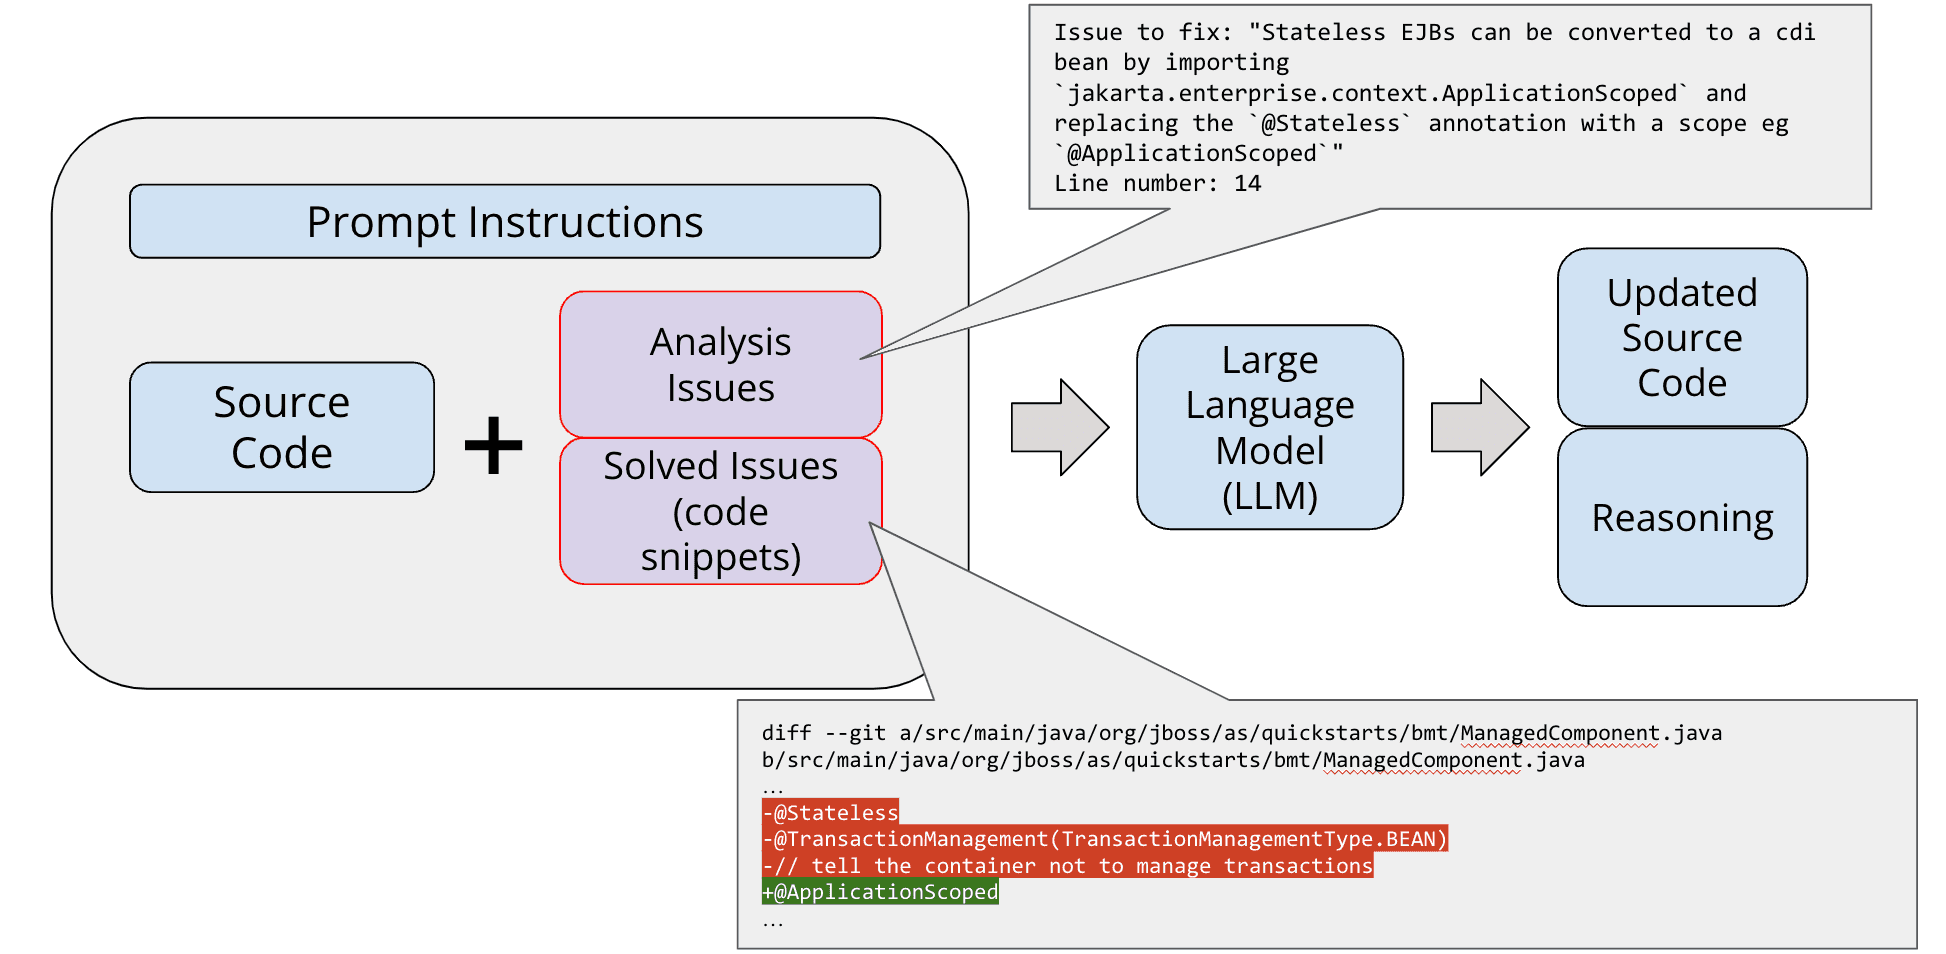 Issue to fix: "Stateless EJBs can be converted to a cdi
bean by importing
`jakarta.enterprise.context.ApplicationScoped` and
replacing the `@Stateless` annotation with a scope eg
`@ApplicationScoped`"
Line number: 14
Prompt Instructions
Source
Code
+
Analysis
Issues
Solved Issues
(code
snippets)
Large
Language
Model
(LLM)
Updated
Source
Code
Reasoning
diff --git a/src/main/java/org/jboss/as/quickstarts/bmt/ManagedComponent.java
b/src/main/java/org/jboss/as/quickstarts/bmt/ManagedComponent.java
...
-@Stateless
-@TransactionManagement(TransactionManagementType.BEAN)
-// tell the container not to manage transactions
+@ApplicationScoped
...